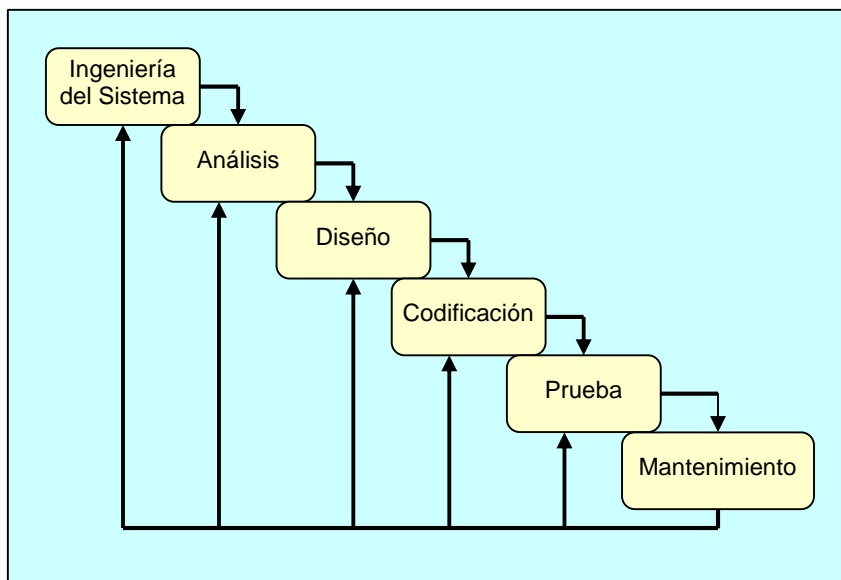 Ingeniería
del Sistema
Análisis
Diseño
Codificación
Prueba
Mantenimiento